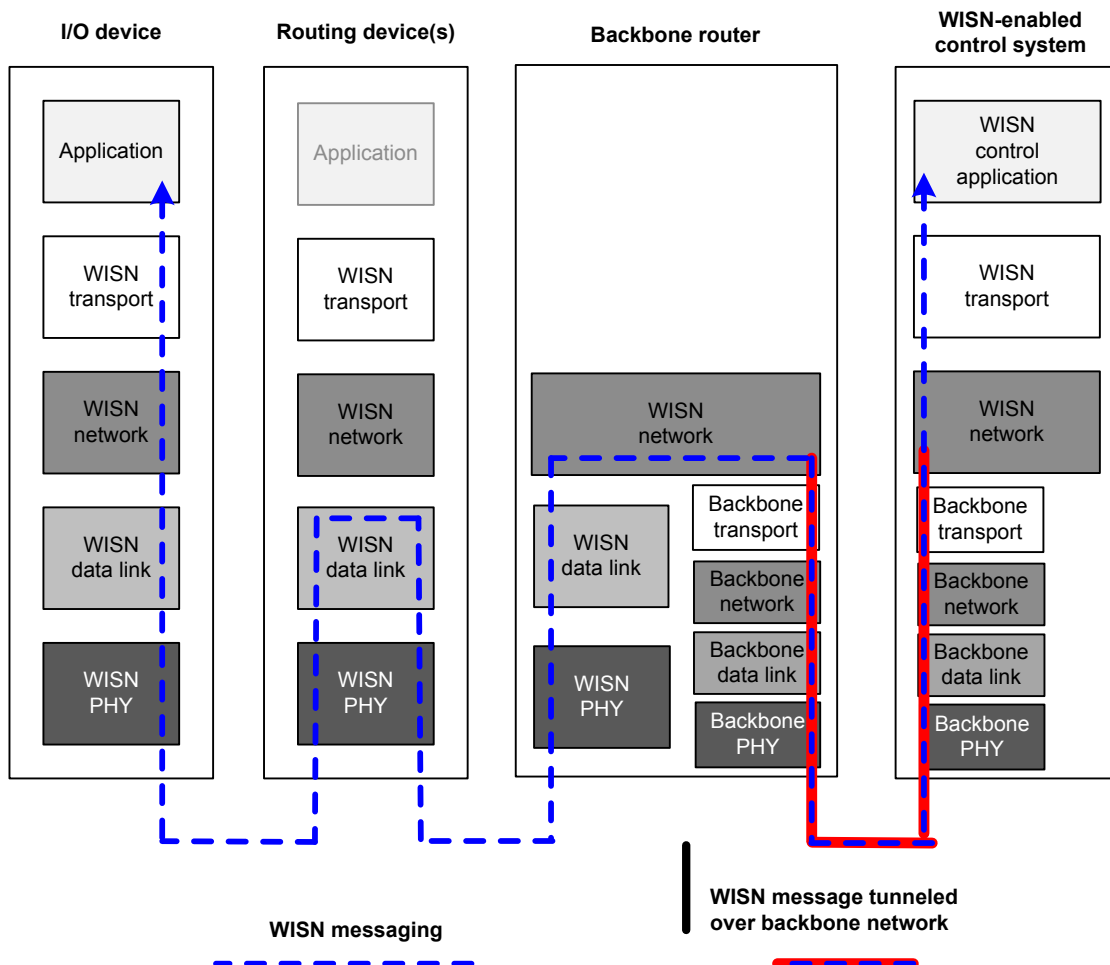 I/O device
Routing device(s)
Backbone router
WISN-enabled
control system
Application
WISN
transport
WISN
network
WISN
data link
WISN
PHY
Application
WISN
transport
WISN
network
WISN
data link
WISN
PHY
WISN
network
WISN
data link
WISN
PHY
Backbone
transport
Backbone
network
Backbone
data link
Backbone
PHY
WISN
control
application
WISN
transport
WISN
network
Backbone
transport
Backbone
network
Backbone
data link
Backbone
PHY
WISN messaging
WISN message tunneled
over backbone network